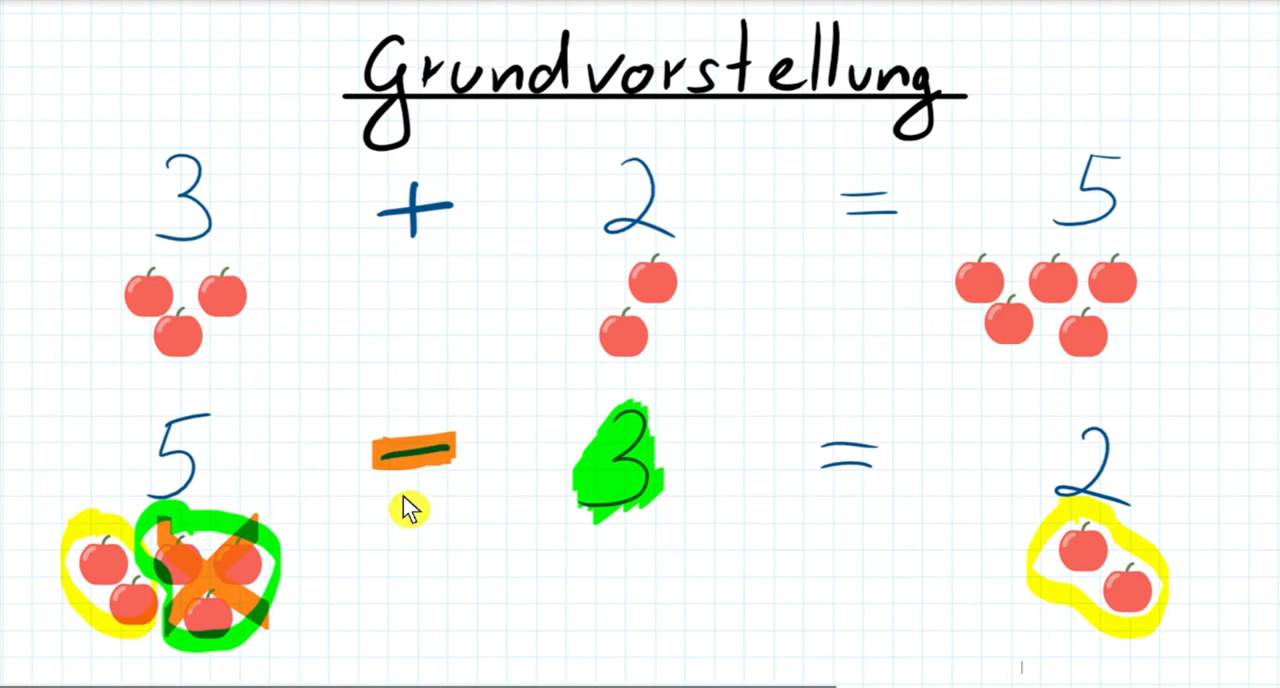 Grundvorstellung
3 + 2 = 5
5 - 3 = 2